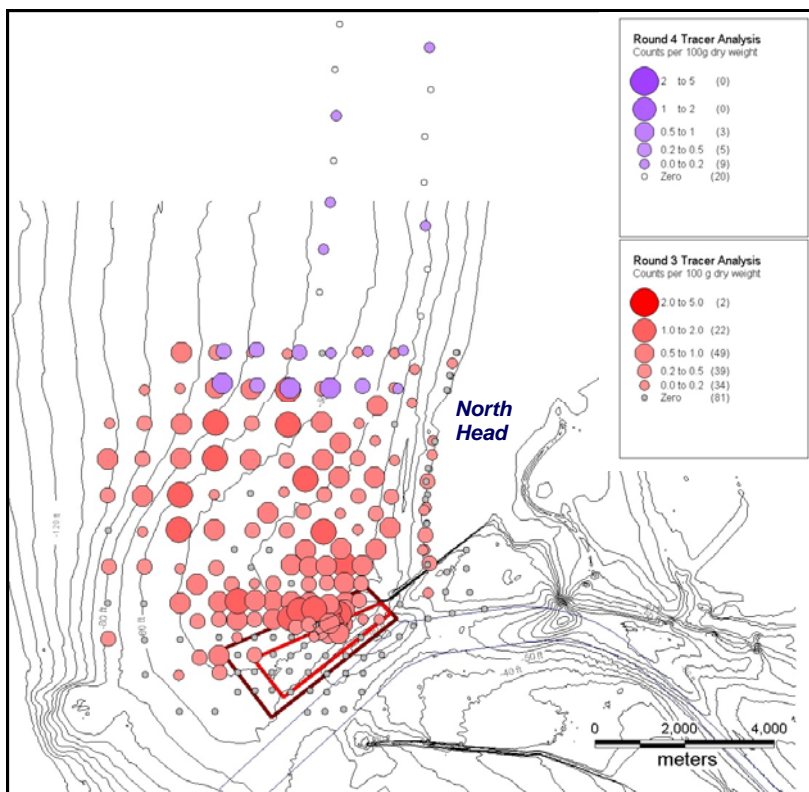 Round 4 Tracer Analysis
Counts per 100g dry weight
2 to 5 (0)
1 to 2 (0)
0.5 to 1 (3)
0.2 to 0.5 (5)
0.0 to 0.2 (9)
Zero (20)
Round 3 Tracer Analysis
Counts per 100 g dry weight
2.0 to 5.0 (2)
1.0 to 2.0 (22)
0.5 to 1.0 (49)
0.2 to 0.5 (39)
0.0 to 0.2 (34)
Zero (81)
North
Head
-120 ft
-50 ft
-40 ft
0 2,000 4,000
meters